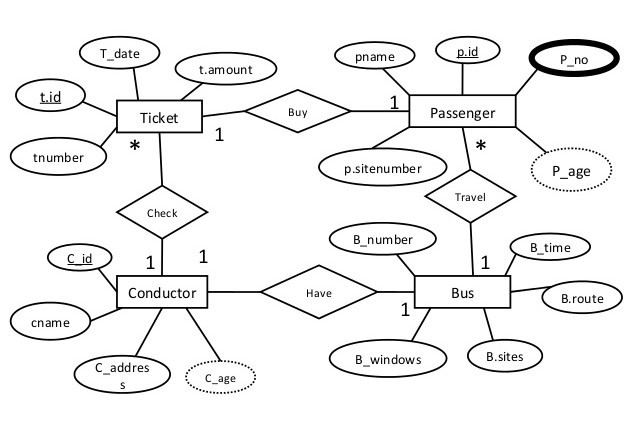 T_date
t.amount
t.id
Ticket
tnumber
*
1
Buy
1
pname
p.id
P_no
Passenger
p.sitenumber
*
P_age
Check
Travel
1
1
C_id
Conductor
cname
C_addres
s
C_age
Have
B_number
1
1
B_time
Bus
B.route
B_windows
B.sites